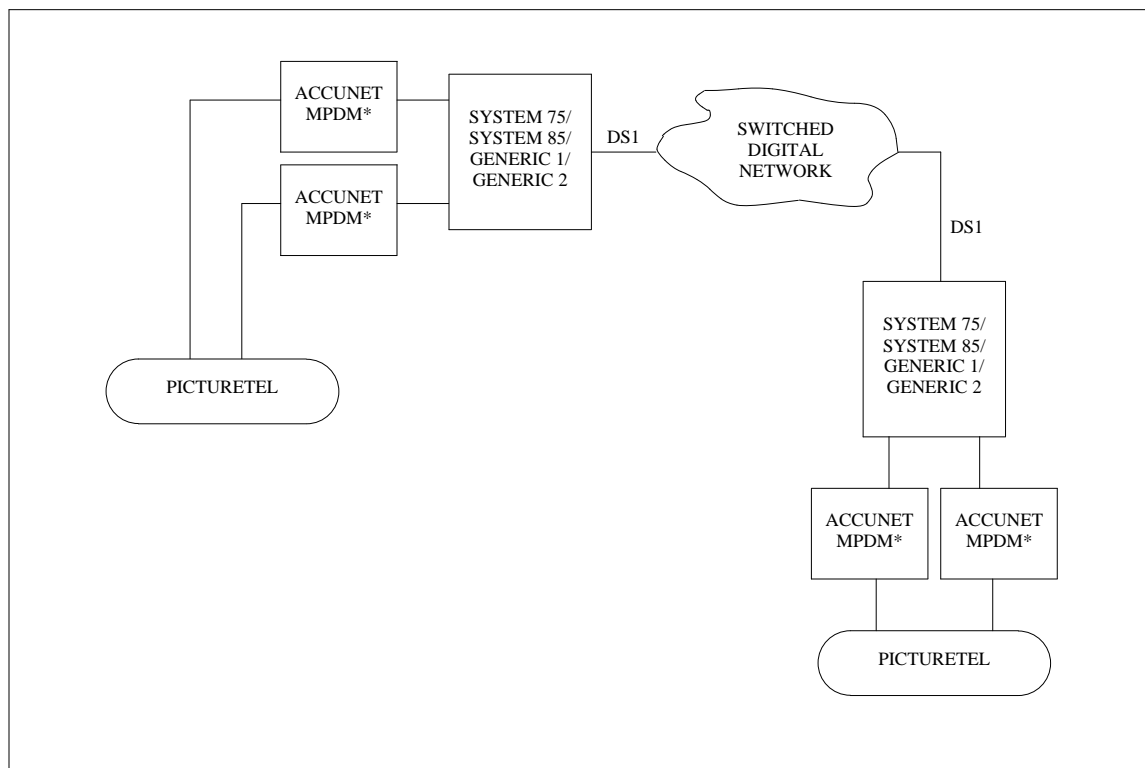 ACCUNET
MPDM*
ACCUNET
MPDM*
SYSTEM 75/
SYSTEM 85/
GENERIC 1/
GENERIC 2
DS1
SWITCHED
DIGITAL
NETWORK
DS1
PICTURETEL
SYSTEM 75/
SYSTEM 85/
GENERIC 1/
GENERIC 2
ACCUNET
MPDM*
ACCUNET
MPDM*
PICTURETEL